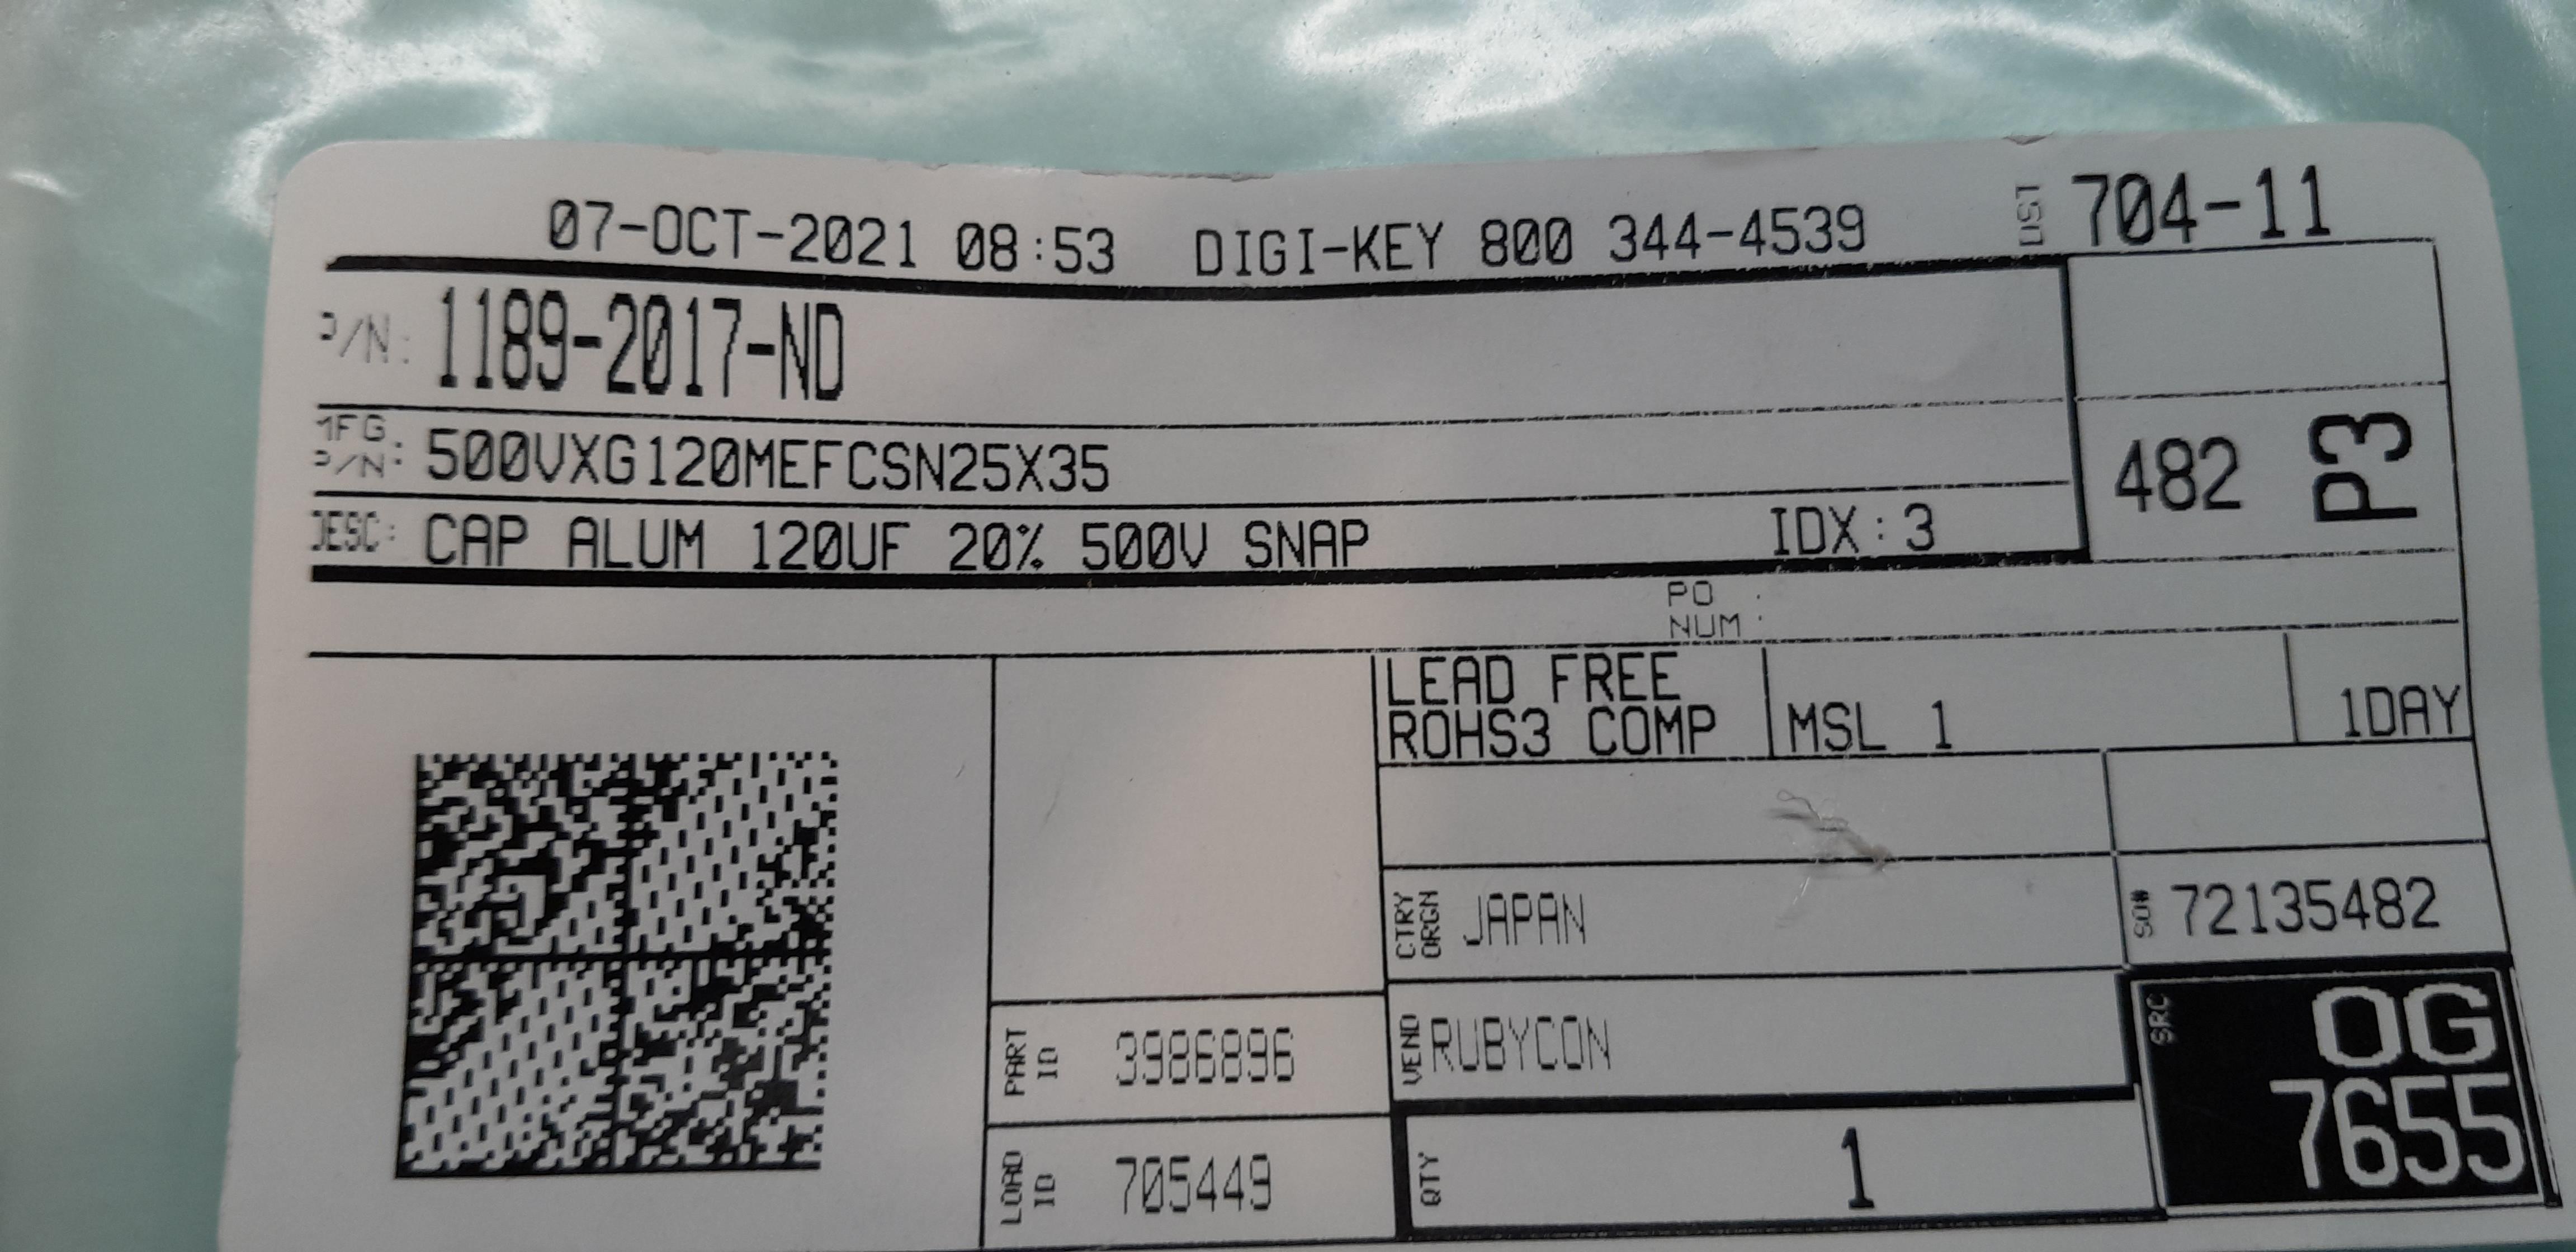 07-OCT-2021 08:53 DIGI-KEY 800 344-4539
704-11
P/N: 1189-2017-ND
MFG. P/N: 500VXG120MEFCSN25X35
482 P3
DESC: CAP ALUM 120UF 20% 500V SNAP IDX:3
PO NUM :
LEAD FREE
ROHS3 COMP
MSL 1
1DAY
CTRY ORGN JAPAN
SO# 72135482
PART ID 3986896
VEND RUBYCON
SRC OG
7655
LOAD ID 705449
QTY 1